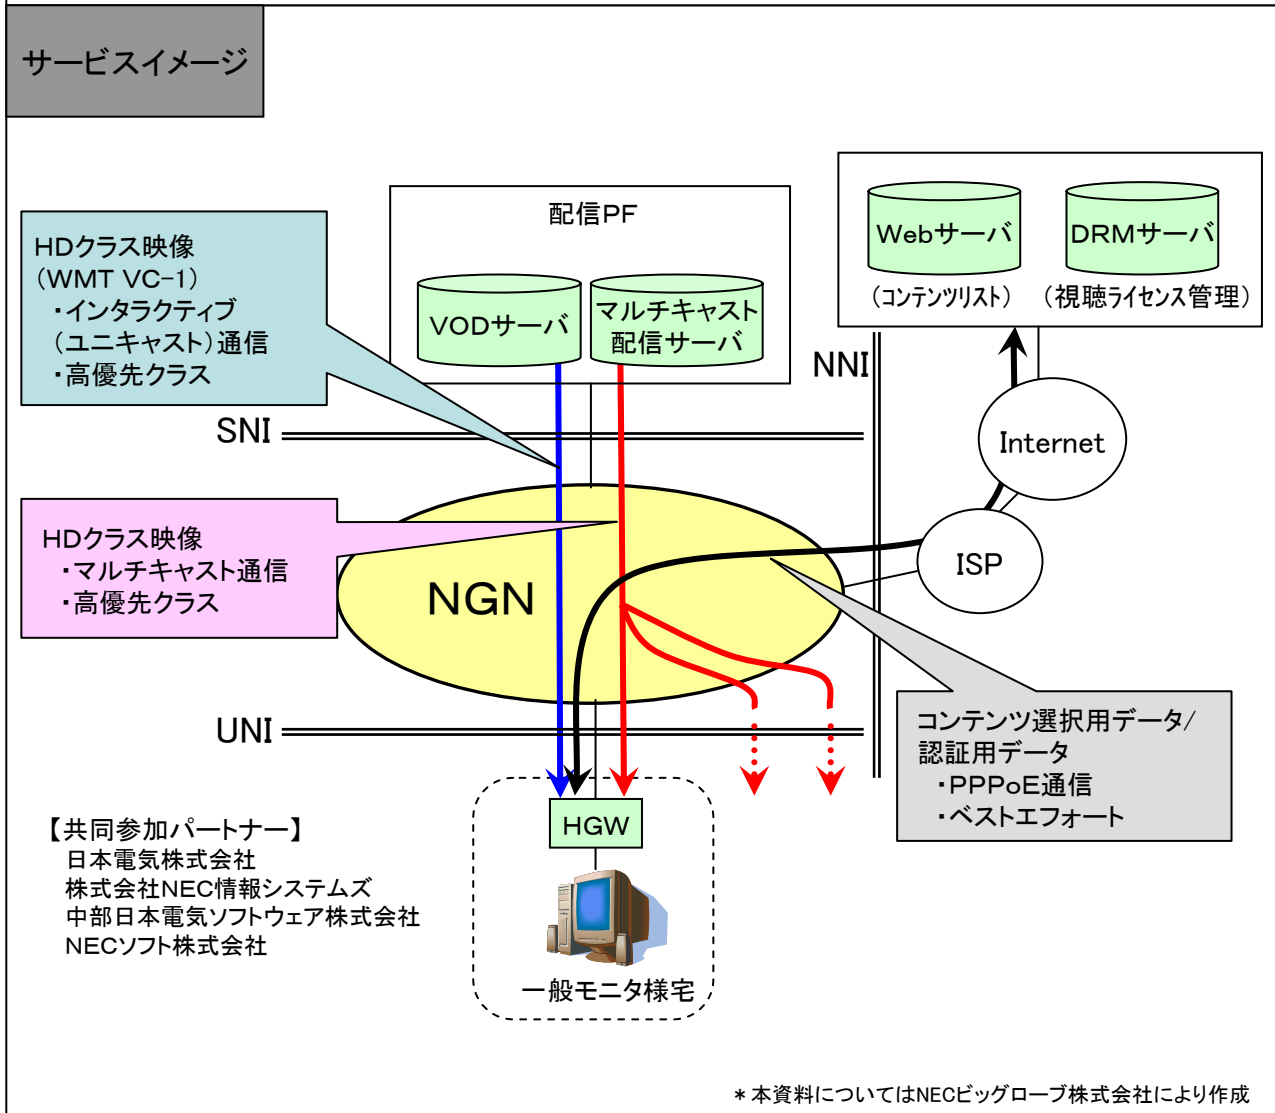 サービスイメージ
配信PF
VODサーバ
マルチキャスト
配信サーバ
Webサーバ
(コンテンツリスト)
DRMサーバ
(視聴ライセンス管理)
HDクラス映像
(WMT VC-1)
・インタラクティブ
(ユニキャスト)通信
・高優先クラス
NNI
SNI
Internet
HDクラス映像
・マルチキャスト通信
・高優先クラス
NGN
ISP
UNI
コンテンツ選択用データ/
認証用データ
・PPPoE通信
・ベストエフォート
HGW
一般モニタ様宅
【共同参加パートナー】
日本電気株式会社
株式会社NEC情報システムズ
中部日本電気ソフトウェア株式会社
NECソフト株式会社
*本資料についてはNECビッグローブ株式会社により作成